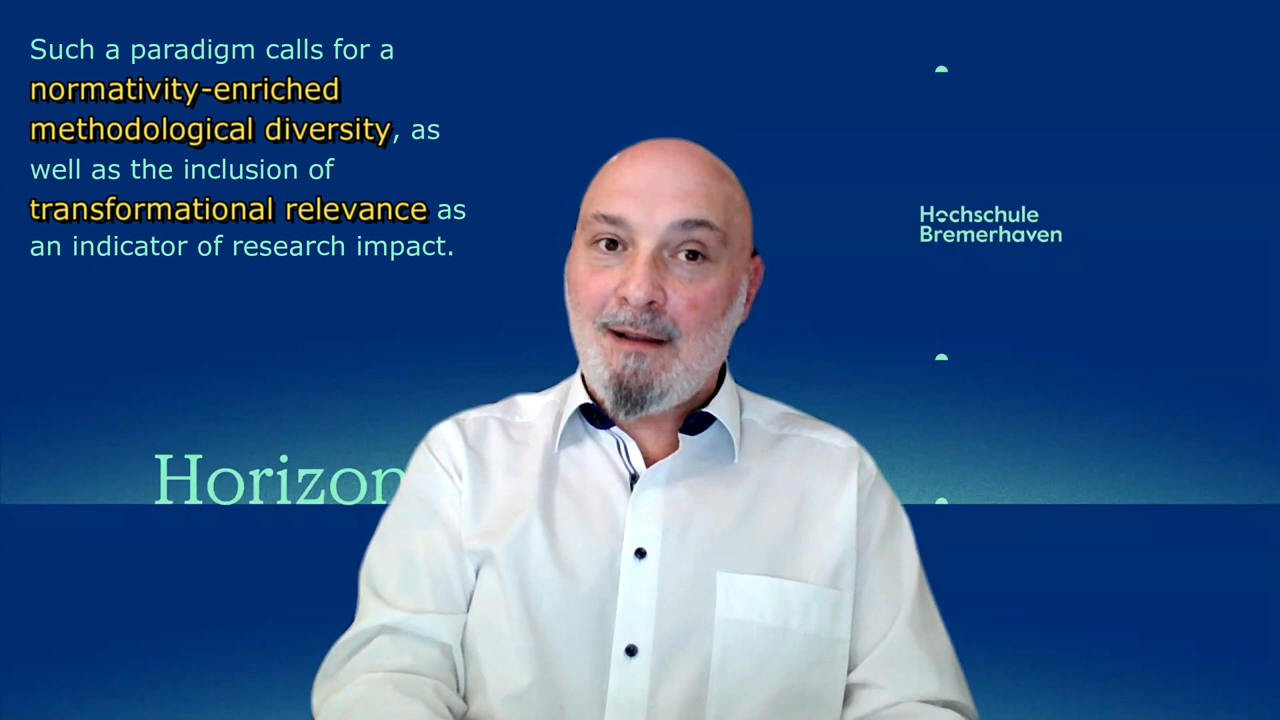 Such a paradigm calls for a
normativity-enriched
methodological diversity, as
well as the inclusion of
transformational relevance as
an indicator of research impact.
Hochschule
Bremerhaven
Horizon